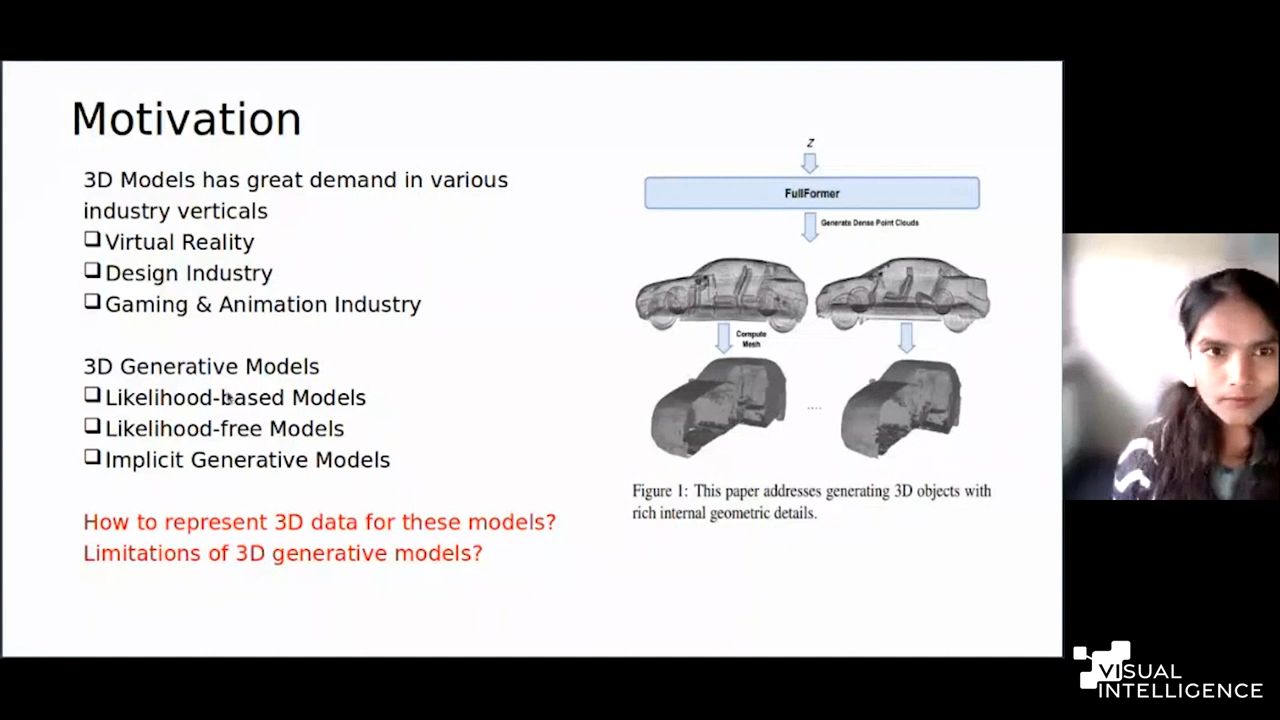 Motivation
3D Models has great demand in various
industry verticals
Virtual Reality
Design Industry
Gaming & Animation Industry
3D Generative Models
Likelihood-based Models
Likelihood-free Models
Implicit Generative Models
How to represent 3D data for these models?
Limitations of 3D generative models?
Z
FullFormer
Generate Dense Point Clouds
Compute
Mesh
....
Figure 1: This paper addresses generating 3D objects with
rich internal geometric details.
VISUAL
INTELLIGENCE